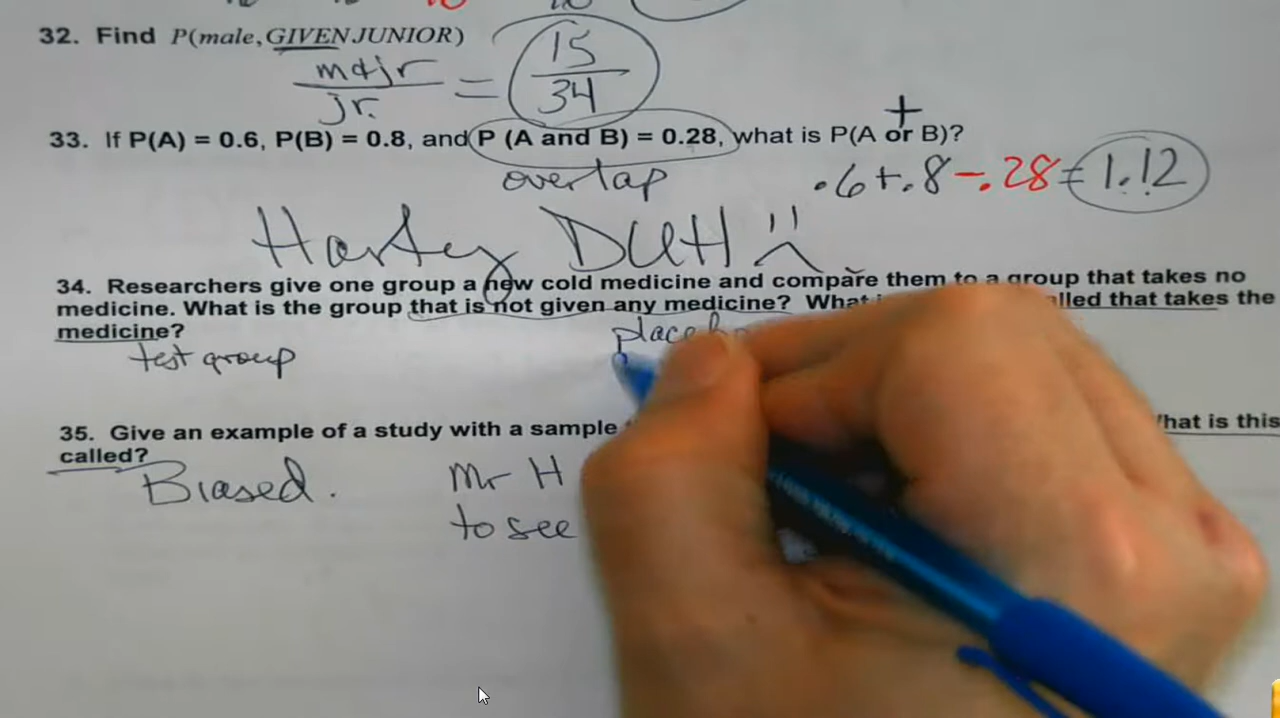 32. Find P(male, GIVEN JUNIOR)
m & jr
jr.
= 15
34
33. If P(A) = 0.6, P(B) = 0.8, and P (A and B) = 0.28, what is P(A or B)?
+
overlap
.6+.8-.28=1.12
DUH
34. Researchers give one group a new cold medicine and compare them to a group that takes no
medicine. What is the group that is not given any medicine? What lled that takes the
medicine?
test group
35. Give an example of a study with a sample hat is this
called?
Biased.
Mr H
to see